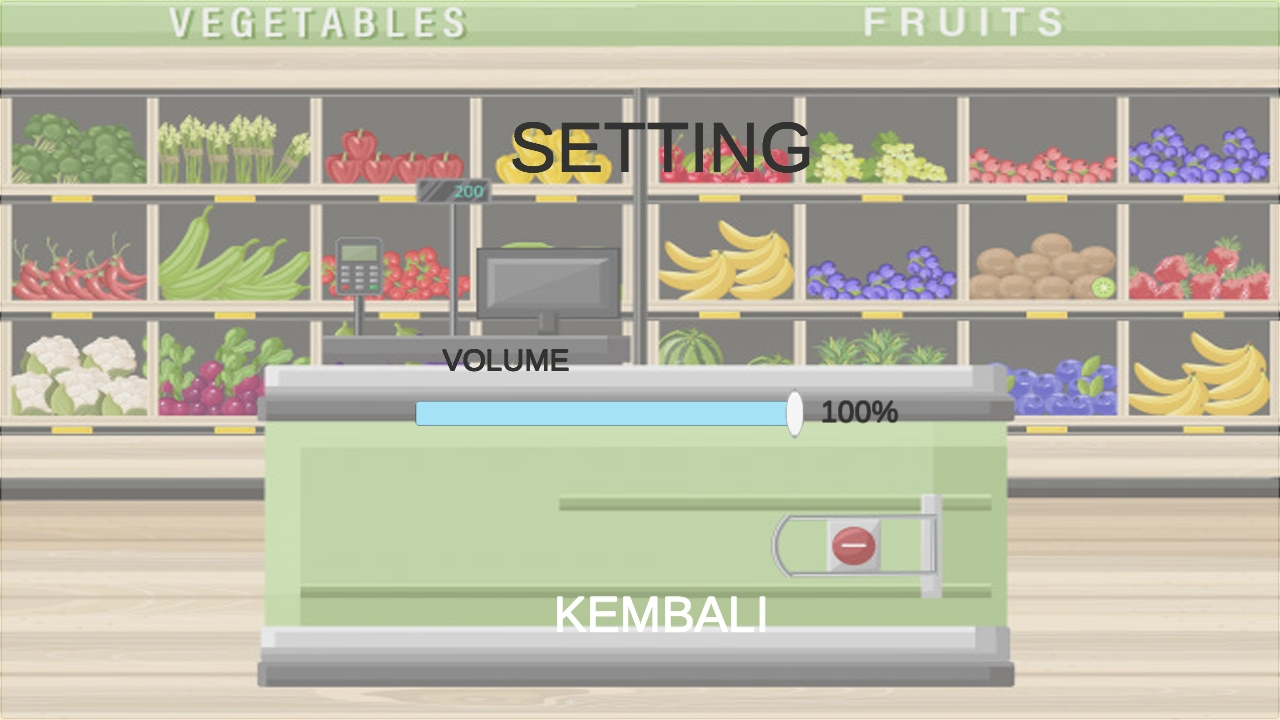 VEGETABLES
FRUITS
SETTING
200
VOLUME
100%
KEMBALI